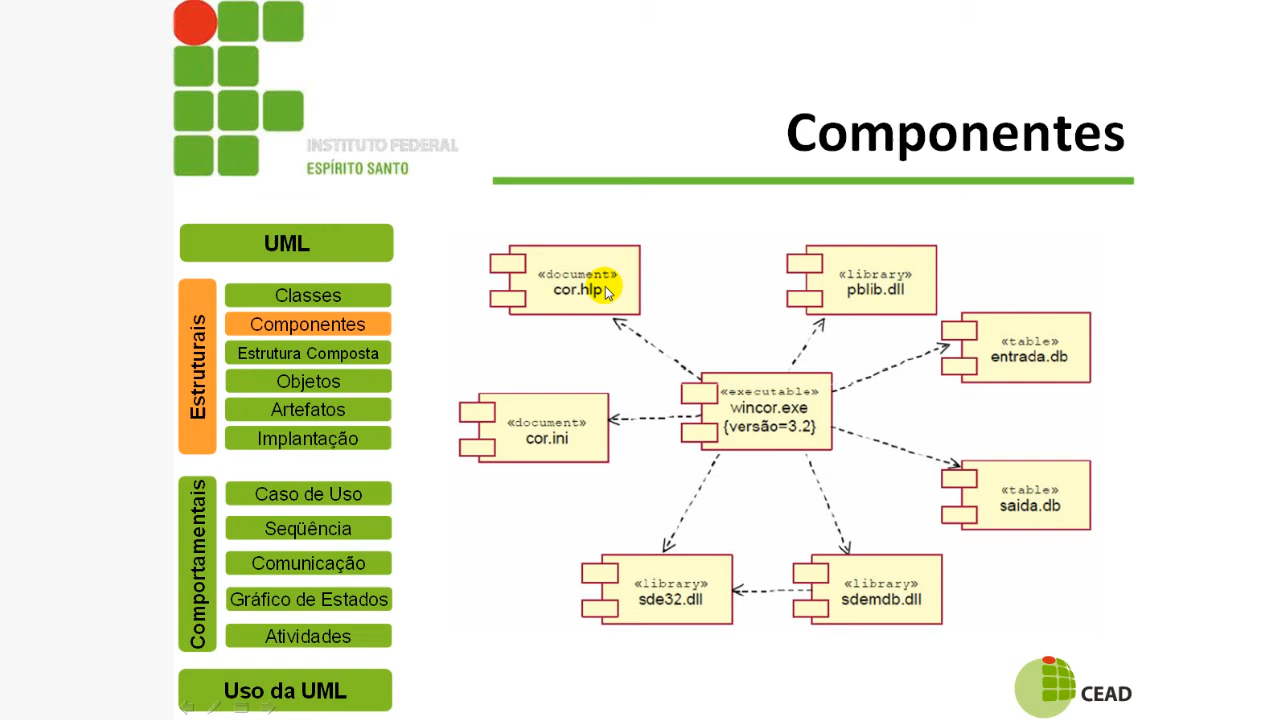 INSTITUTO FEDERAL
ESPÍRITO SANTO
Componentes
UML
Estruturais
Classes
Componentes
Estrutura Composta
Objetos
Artefatos
Implantação
Comportamentais
Caso de Uso
Seqüência
Comunicação
Gráfico de Estados
Atividades
Uso da UML
«document»
cor.hlp
«library»
pblib.dll
«table»
entrada.db
«executable»
wincor.exe
{versão=3.2}
«document»
cor.ini
«table»
saida.db
«library»
sde32.dll
«library»
sdemdb.dll
CEAD